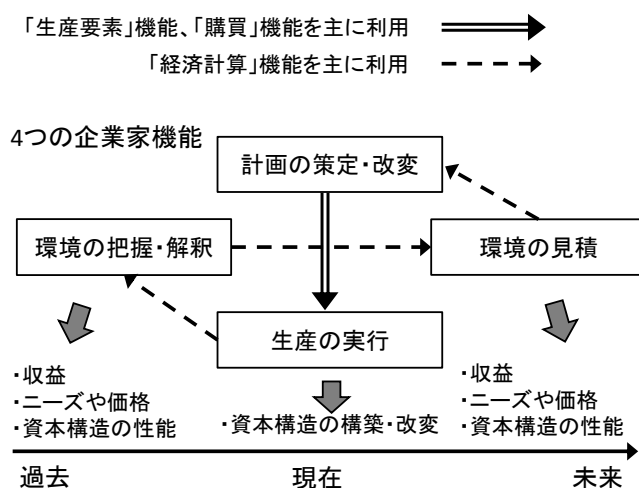 「生産要素」機能、「購買」機能を主に利用
「経済計算」機能を主に利用
4つの企業家機能
計画の策定・改変
環境の把握・解釈
環境の見積
生産の実行
・収益
・ニーズや価格
・資本構造の性能
・資本構造の構築・改変
・収益
・ニーズや価格
・資本構造の性能
過去
現在
未来